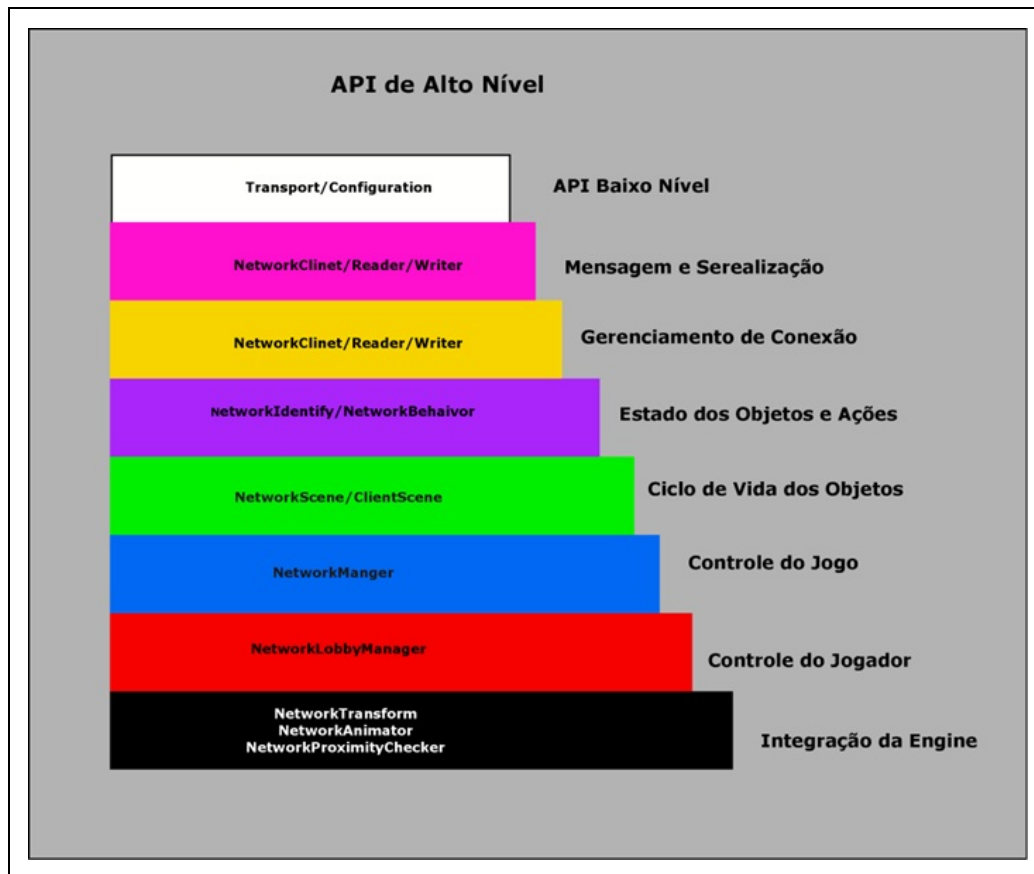 API de Alto Nível
Transport/Configuration
API Baixo Nível
NetworkClinet/Reader/Writer
Mensagem e Serealização
NetworkClinet/Reader/Writer
Gerenciamento de Conexão
NetworkIdentify/NetworkBehaivor
Estado dos Objetos e Ações
NetworkScene/ClientScene
Ciclo de Vida dos Objetos
NetworkManger
Controle do Jogo
NetworkLobbyManager
Controle do Jogador
NetworkTransform
NetworkAnimator
NetworkProximityChecker
Integração da Engine